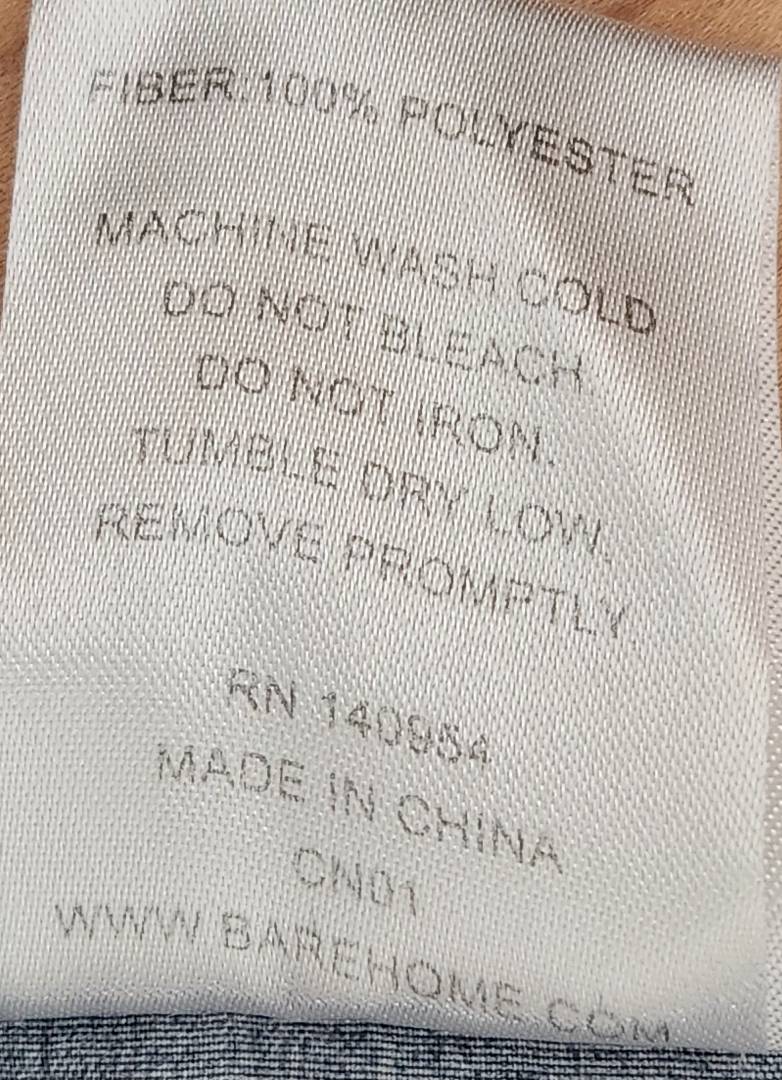 FIBER:100% POLYESTER
MACHINE WASH COLD
DO NOT BLEACH.
DO NOT IRON.
TUMBLE DRY LOW.
REMOVE PROMPTLY.
RN 140954
MADE IN CHINA
CN01
WWW.BAREHOME.COM